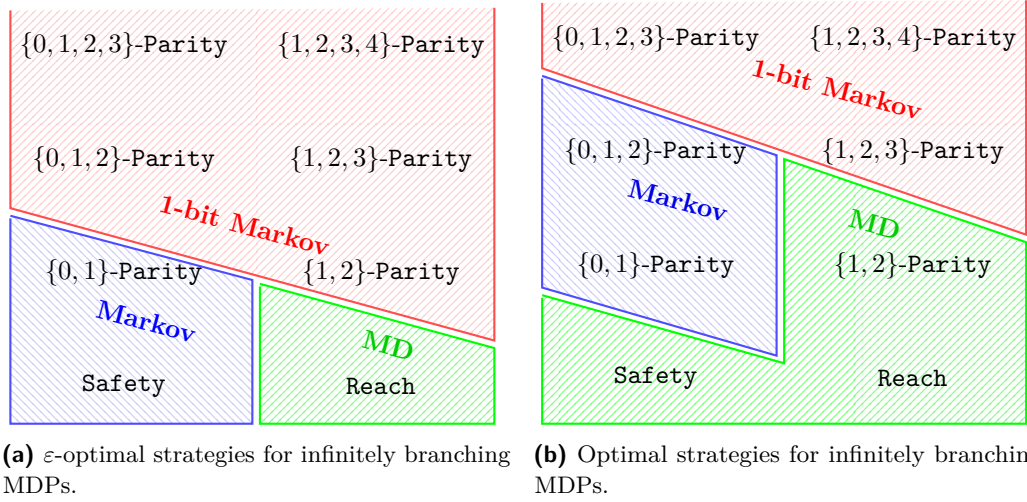 {0, 1, 2, 3}-Parity {1, 2, 3, 4}-Parity
{0, 1, 2}-Parity {1, 2, 3}-Parity
1-bit Markov
{0, 1}-Parity {1, 2}-Parity
Markov
MD
Safety Reach
(a) ε-optimal strategies for infinitely branching
MDPs.
{0, 1, 2, 3}-Parity {1, 2, 3, 4}-Parity
1-bit Markov
{0, 1, 2}-Parity {1, 2, 3}-Parity
Markov
MD
{0, 1}-Parity {1, 2}-Parity
Safety Reach
(b) Optimal strategies for infinitely branchin
MDPs.